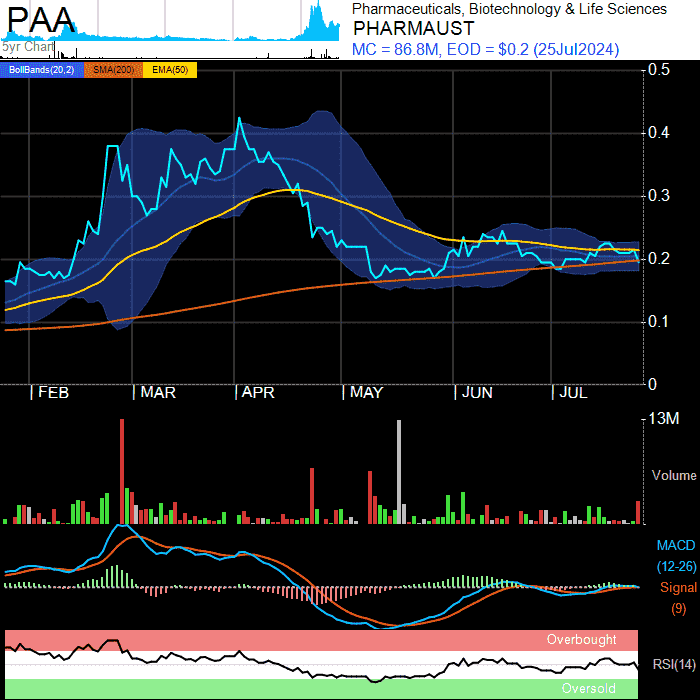 PAA
5yr Chart
Pharmaceuticals, Biotechnology & Life Sciences
PHARMAUST
MC = 86.8M, EOD = $0.2 (25Jul2024)
BollBands(20,2) SMA(200) EMA(50)
0.5
0.4
0.3
0.2
0.1
0
FEB MAR APR MAY JUN JUL
13M
Volume
MACD
(12-26)
Signal
(9)
Overbought
RSI(14)
Oversold